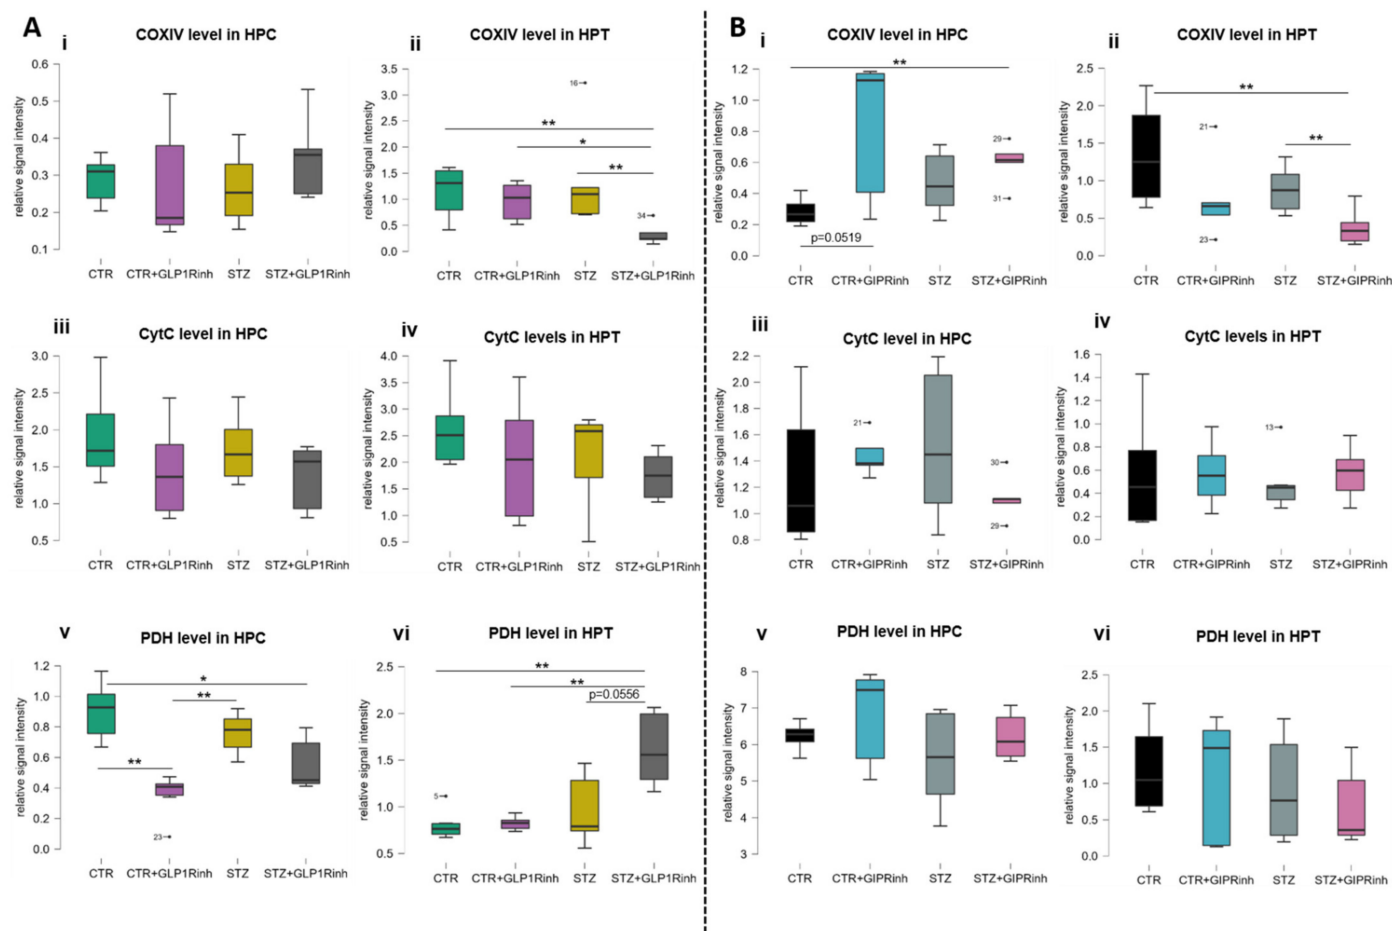 A
i
COXIV level in HPC
relative signal intensity
0.6
0.5
0.4
0.3
0.2
0.1
CTR
CTR+GLP1Rinh
STZ
STZ+GLP1Rinh
ii
COXIV level in HPT
relative signal intensity
3.5
3.0
2.5
2.0
1.5
1.0
0.5
0.0
16
**
*
**
34
CTR
CTR+GLP1Rinh
STZ
STZ+GLP1Rinh
iii
CytC level in HPC
relative signal intensity
3.0
2.5
2.0
1.5
1.0
0.5
CTR
CTR+GLP1Rinh
STZ
STZ+GLP1Rinh
iv
CytC levels in HPT
relative signal intensity
4.0
3.5
3.0
2.5
2.0
1.5
1.0
0.5
CTR
CTR+GLP1Rinh
STZ
STZ+GLP1Rinh
v
PDH level in HPC
relative signal intensity
1.2
1.0
0.8
0.6
0.4
0.2
0.0
*
**
**
23
CTR
CTR+GLP1Rinh
STZ
STZ+GLP1Rinh
vi
PDH level in HPT
relative signal intensity
2.5
2.0
1.5
1.0
0.5
**
**
p=0.0556
5
CTR
CTR+GLP1Rinh
STZ
STZ+GLP1Rinh
B
i
COXIV level in HPC
relative signal intensity
1.2
1.0
0.8
0.6
0.4
0.2
0.0
**
29
31
p=0.0519
CTR
CTR+GIPRinh
STZ
STZ+GIPRinh
ii
COXIV level in HPT
relative signal intensity
2.5
2.0
1.5
1.0
0.5
0.0
**
**
21
23
CTR
CTR+GIPRinh
STZ
STZ+GIPRinh
iii
CytC level in HPC
relative signal intensity
2.2
2.0
1.8
1.6
1.4
1.2
1.0
0.8
21
30
29
CTR
CTR+GIPRinh
STZ
STZ+GIPRinh
iv
CytC levels in HPT
relative signal intensity
1.6
1.4
1.2
1.0
0.8
0.6
0.4
0.2
0.0
13
CTR
CTR+GIPRinh
STZ
STZ+GIPRinh
v
PDH level in HPC
relative signal intensity
8
7
6
5
4
3
CTR
CTR+GIPRinh
STZ
STZ+GIPRinh
vi
PDH level in HPT
relative signal intensity
2.5
2.0
1.5
1.0
0.5
0.0
CTR
CTR+GIPRinh
STZ
STZ+GIPRinh